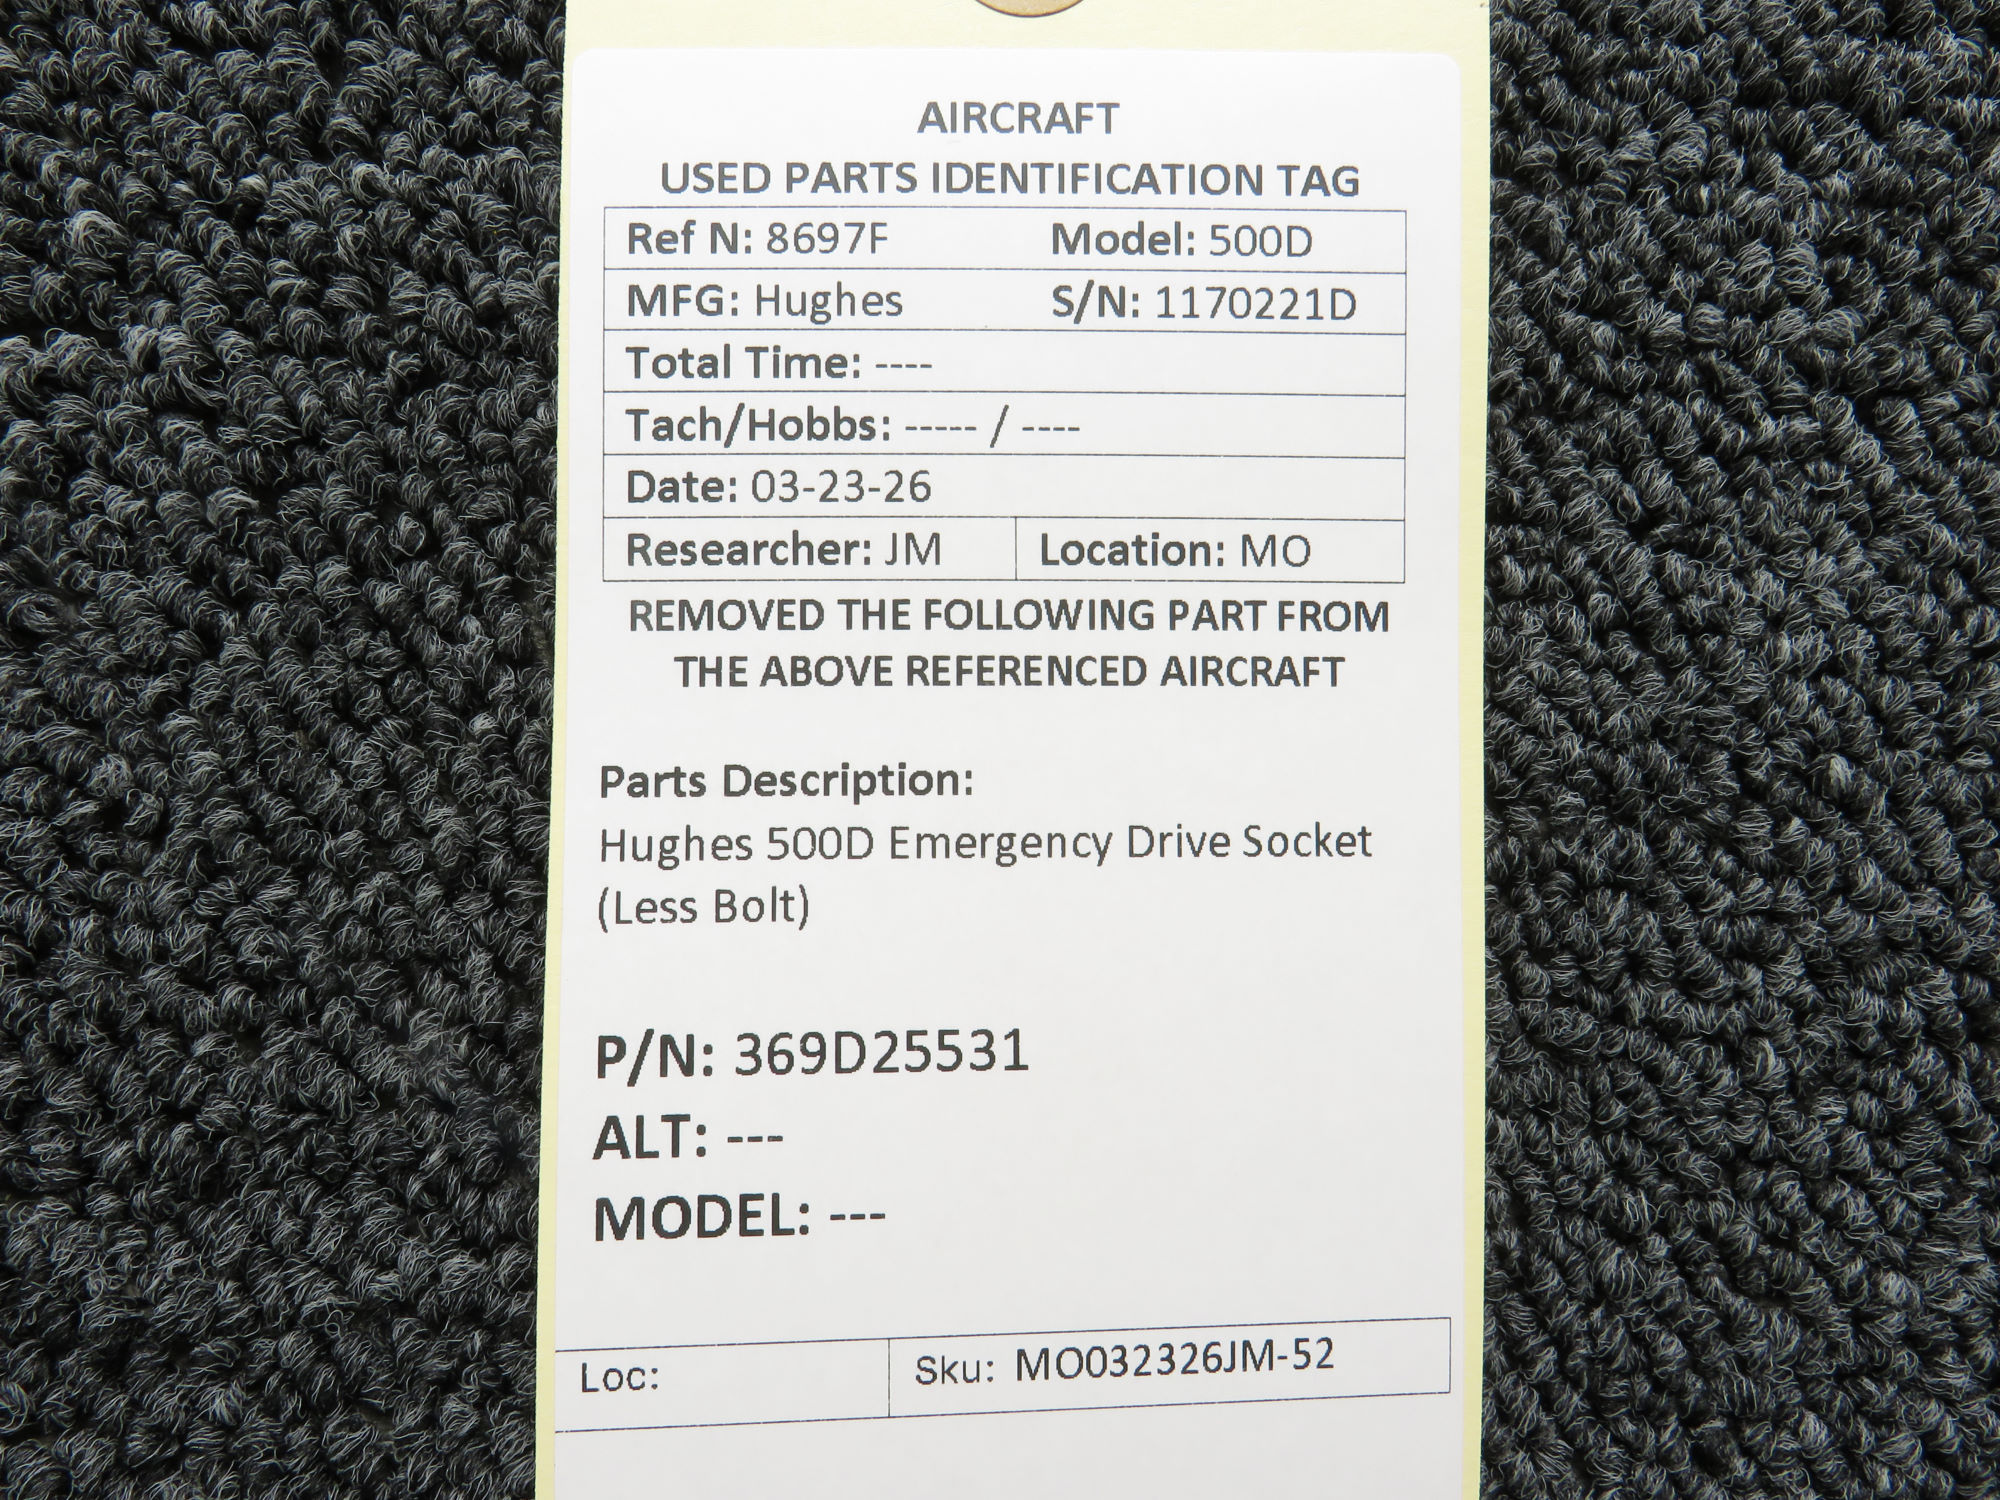 AIRCRAFT
USED PARTS IDENTIFICATION TAG
Ref N: 8697F Model: 500D
MFG: Hughes S/N: 1170221D
Total Time: ----
Tach/Hobbs: ----- / ----
Date: 03-23-26
Researcher: JM Location: MO
REMOVED THE FOLLOWING PART FROM
THE ABOVE REFERENCED AIRCRAFT
Parts Description:
Hughes 500D Emergency Drive Socket
(Less Bolt)
P/N: 369D25531
ALT: ---
MODEL: ---
Loc: Sku: MO032326JM-52